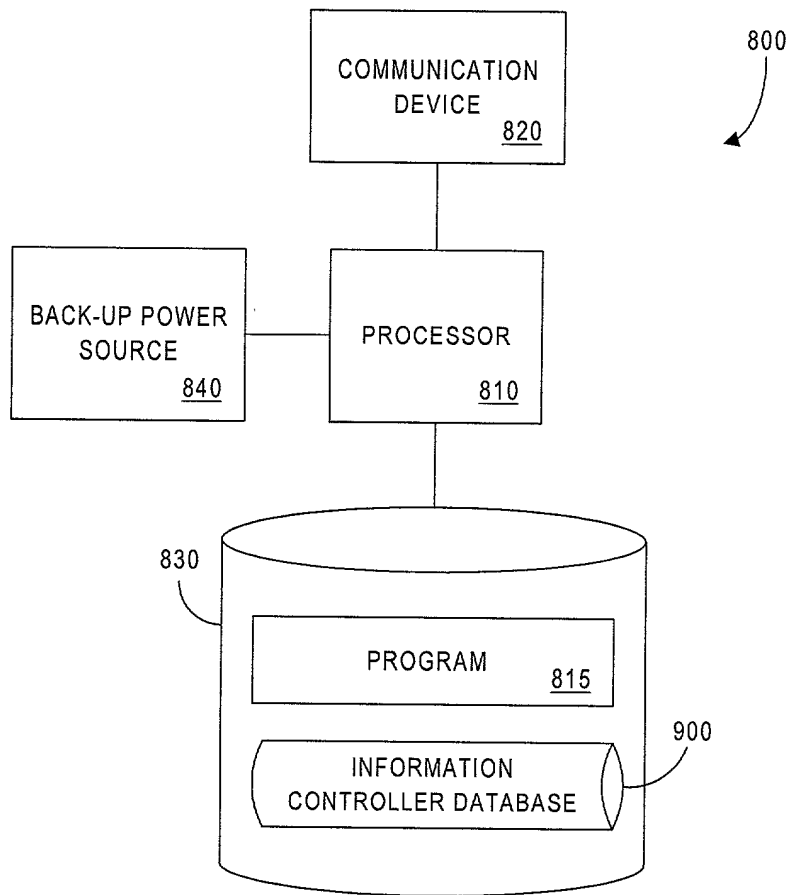 800
COMMUNICATION
DEVICE
820
BACK-UP POWER
SOURCE
840
PROCESSOR
810
830
PROGRAM
815
900
INFORMATION
CONTROLLER DATABASE